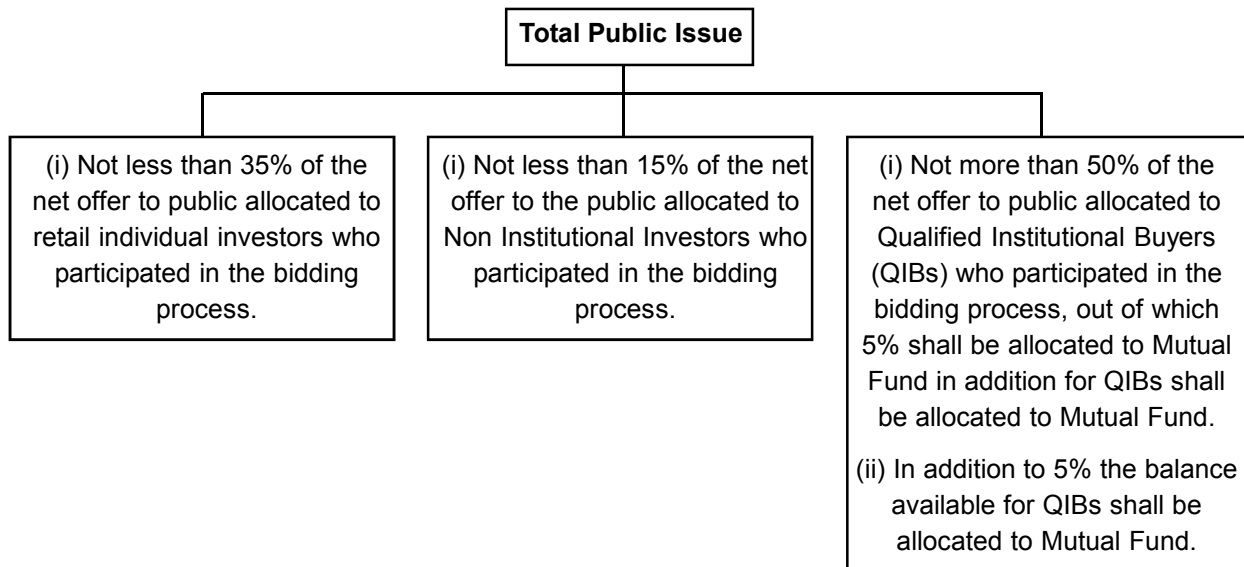 Total Public Issue
(i) Not less than 35% of the
net offer to public allocated to
retail individual investors who
participated in the bidding
process.
(i) Not less than 15% of the net
offer to the public allocated to
Non Institutional Investors who
participated in the bidding
process.
(i) Not more than 50% of the
net offer to public allocated to
Qualified Institutional Buyers
(QIBs) who participated in the
bidding process, out of which
5% shall be allocated to Mutual
Fund in addition for QIBs shall
be allocated to Mutual Fund.
(ii) In addition to 5% the balance
available for QIBs shall be
allocated to Mutual Fund.